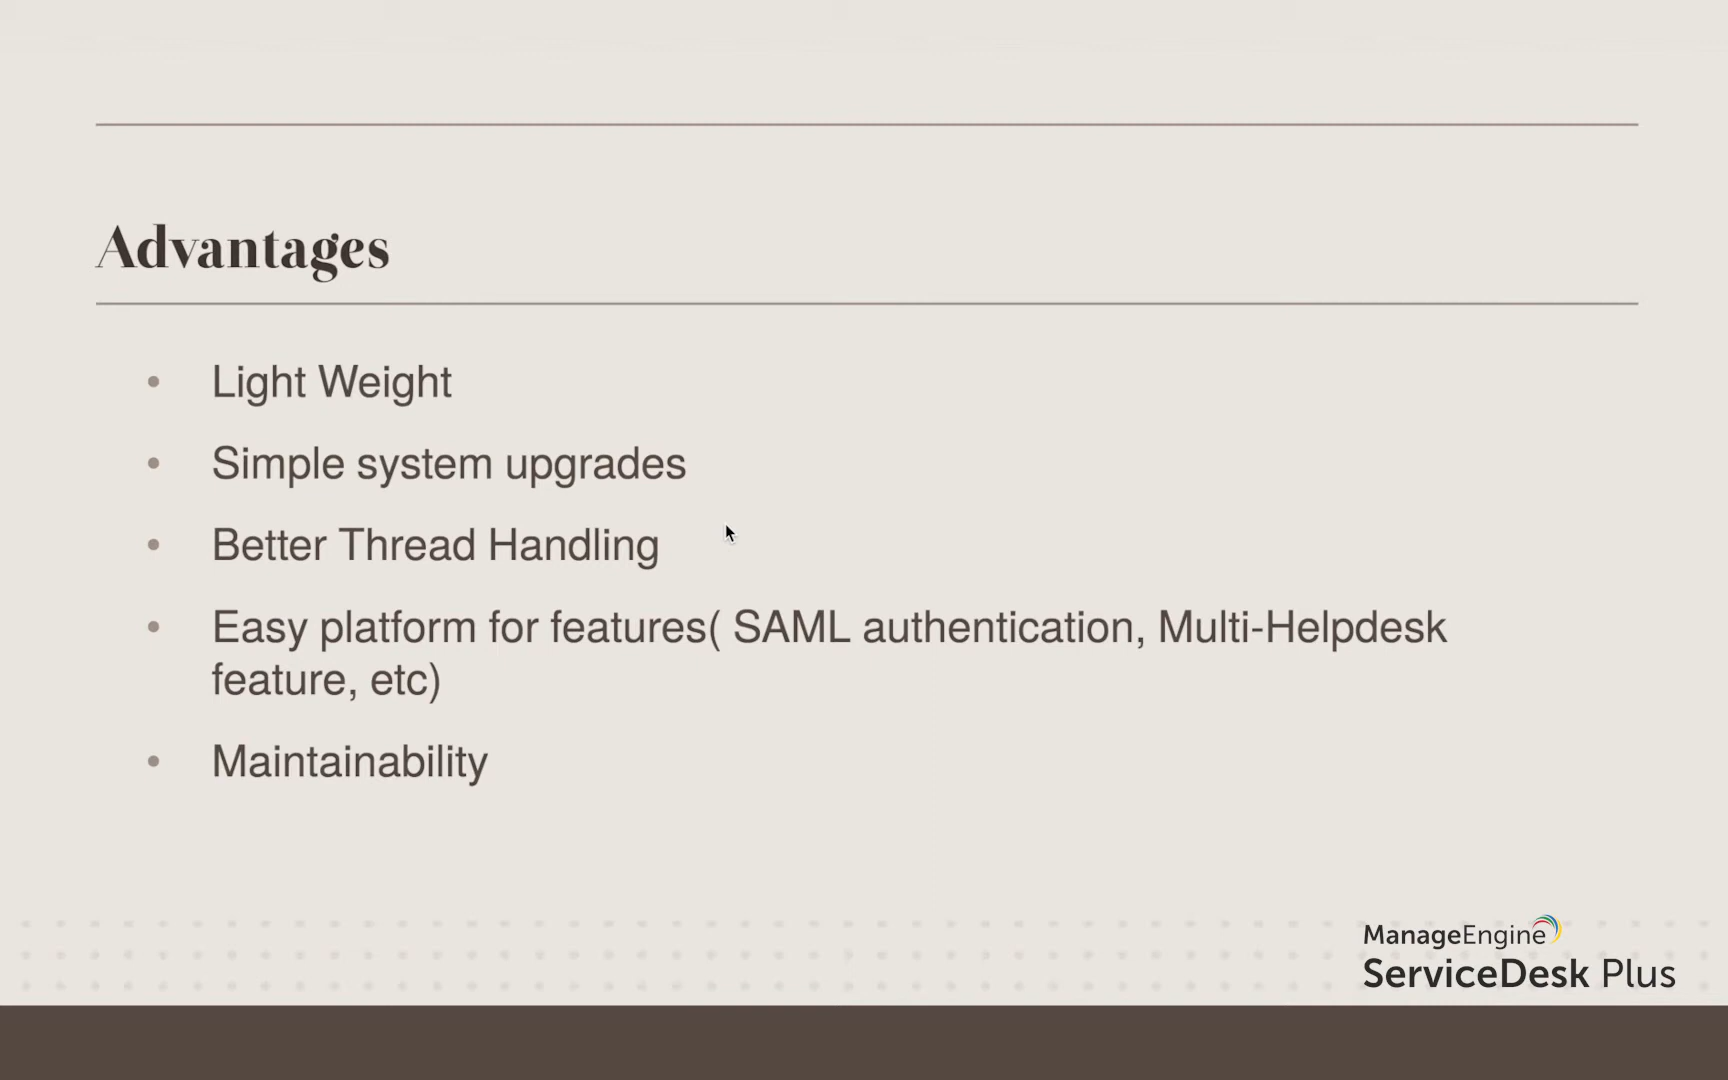 Advantages
• Light Weight
• Simple system upgrades
• Better Thread Handling
• Easy platform for features( SAML authentication, Multi-Helpdesk
feature, etc)
• Maintainability
ManageEngine
ServiceDesk Plus